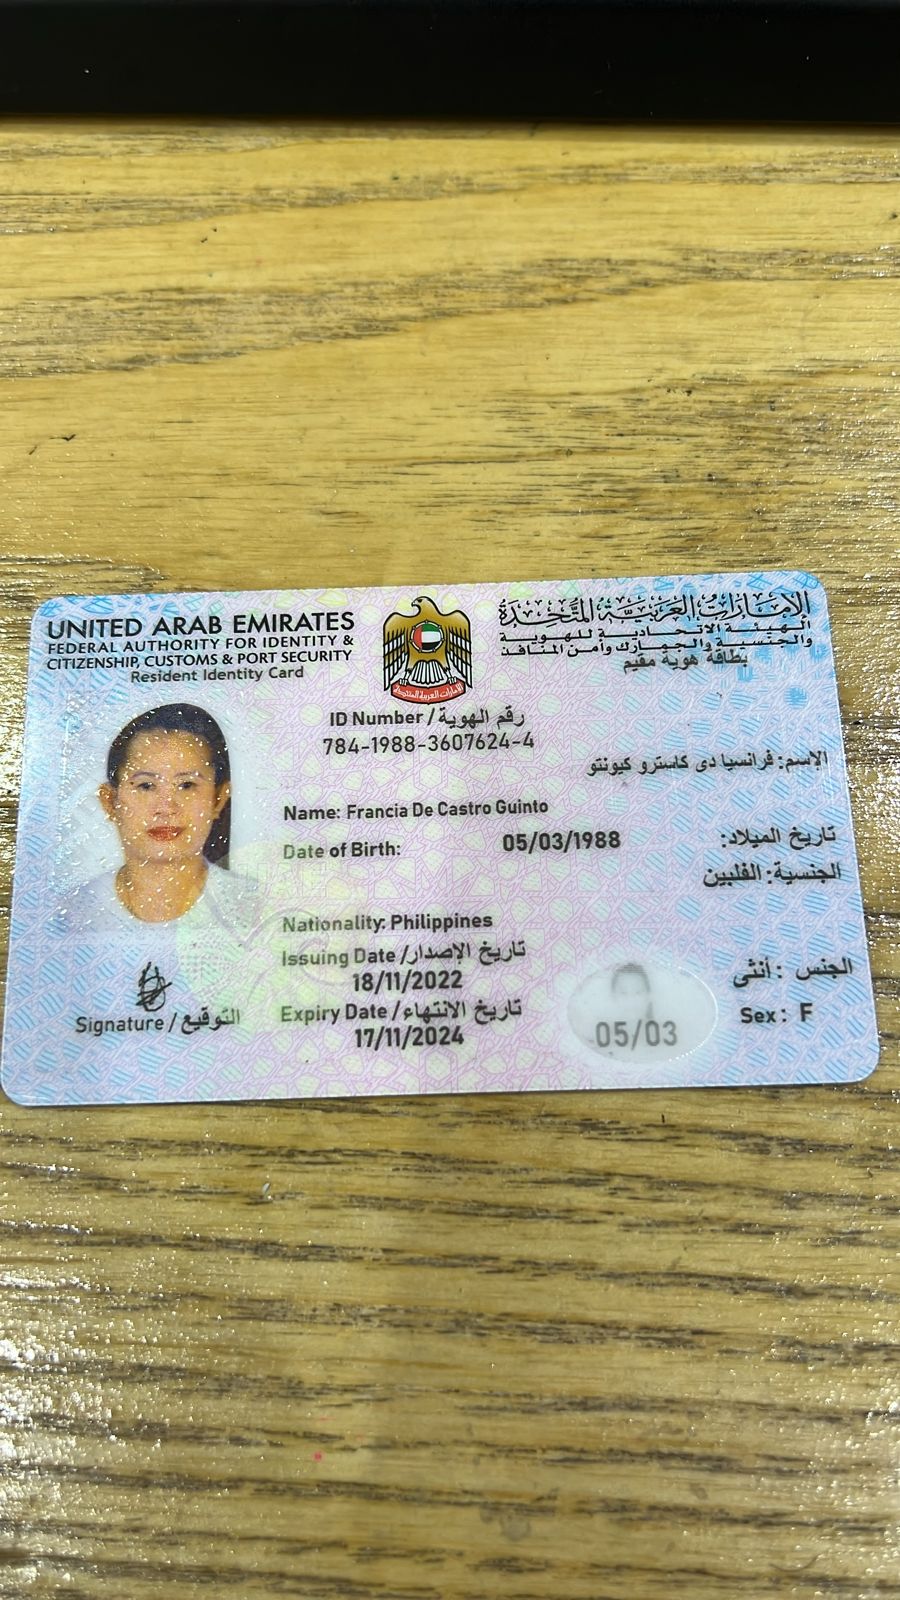 UNITED ARAB EMIRATES
FEDERAL AUTHORITY FOR IDENTITY &
CITIZENSHIP, CUSTOMS & PORT SECURITY
Resident Identity Card
الإمارات العربية المتحدة
الهيئة الاتحادية للهوية
والجنسية والجمارك وأمن المنافذ
بطاقة هوية مقيم
الإمارات العربية المتحدة
ID Number / رقم الهوية
784-1988-3607624-4
الاسم: فرانسيا دى كاسترو كيونتو
Name: Francia De Castro Guinto
Date of Birth: 05/03/1988 تاريخ الميلاد:
الجنسية: الفلبين
Nationality: Philippines
Issuing Date / تاريخ الإصدار
18/11/2022
Expiry Date / تاريخ الانتهاء
17/11/2024
الجنس : أنثى
Sex: F
05/03
Signature / التوقيع